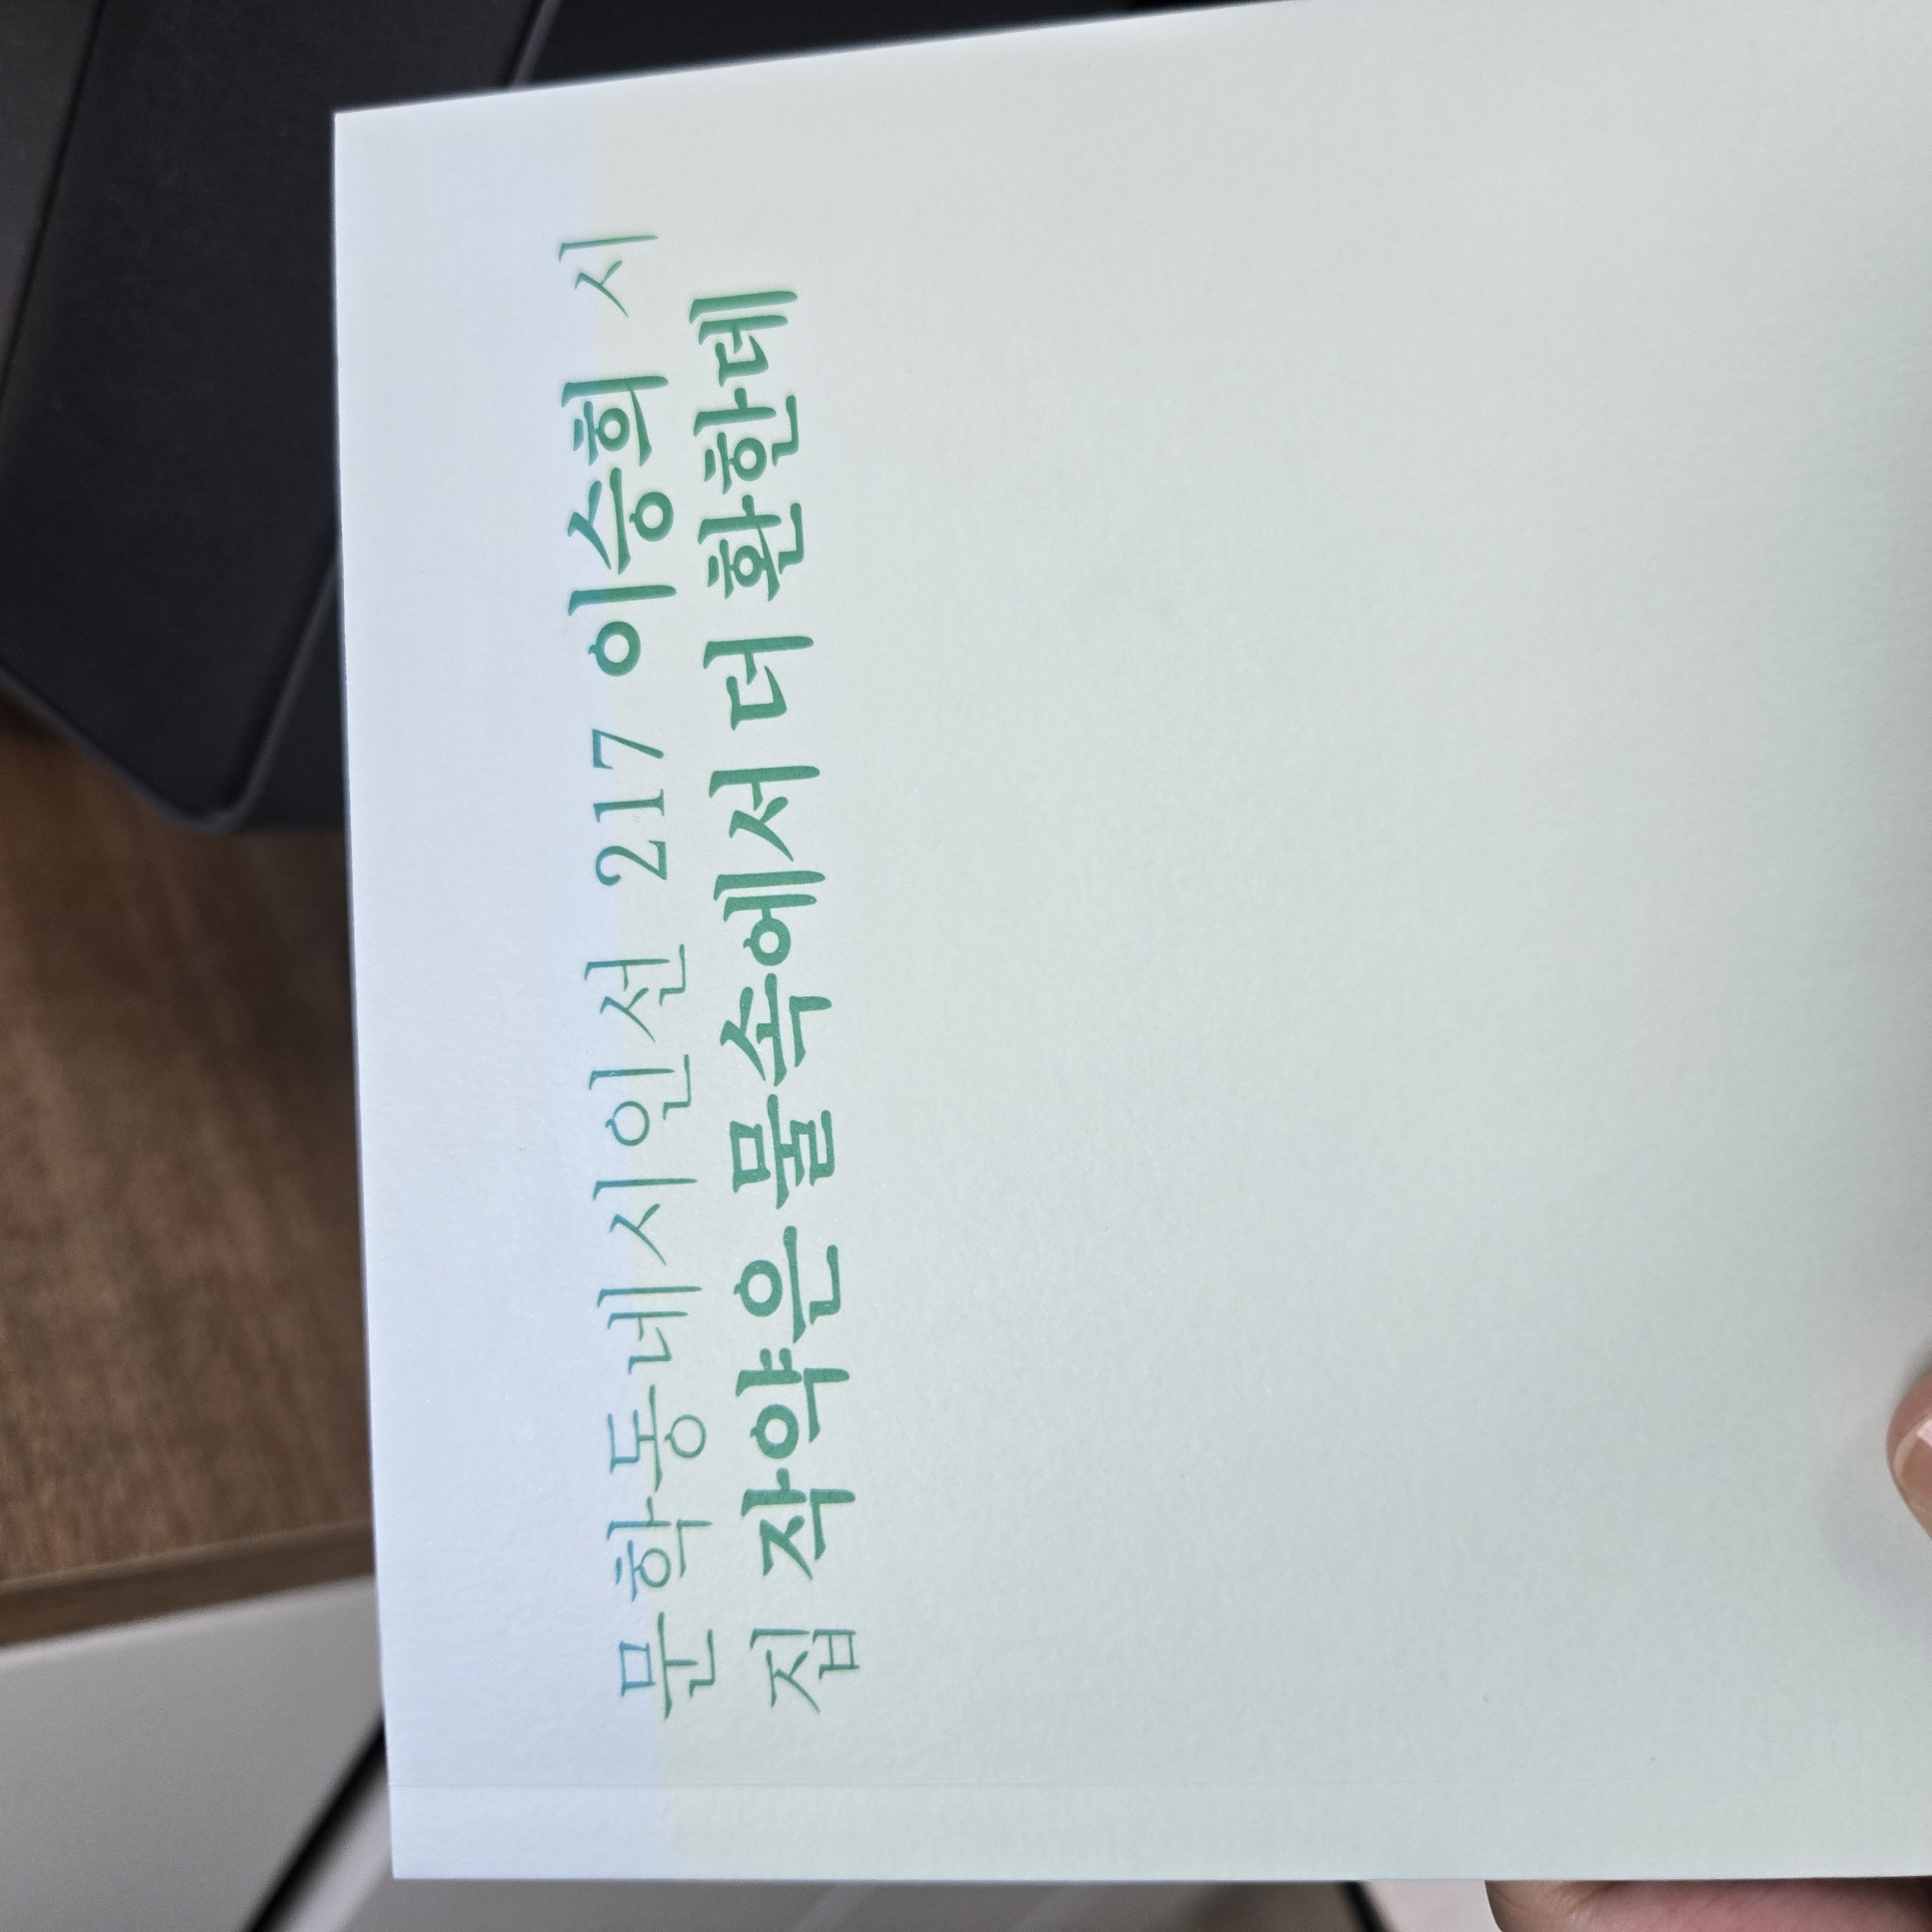 문학동네시인선 217 이승희 시
집 작약은 물속에서 더 환한데